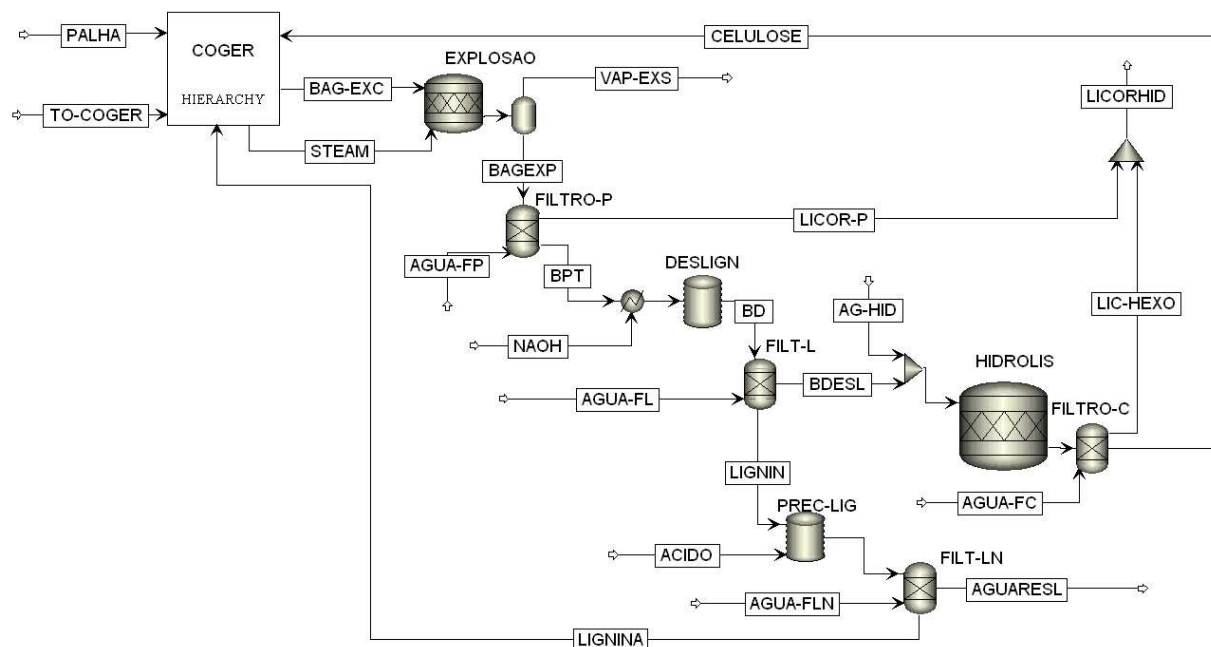 PALHA
COGER
CELULOSE
EXPLOSAO
VAP-EXS
BAG-EXC
LICORHID
HIERARCHY
TO-COGER
STEAM
BAGEXP
FILTRO-P
LICOR-P
AGUA-FP
BPT
DESLIGN
BD
AG-HID
LIC-HEXO
NAOH
FILT-L
HIDROLIS
BDESL
AGUA-FL
FILTRO-C
LIGNIN
AGUA-FC
PREC-LIG
ACIDO
FILT-LN
AGUARESL
AGUA-FLN
LIGNINA